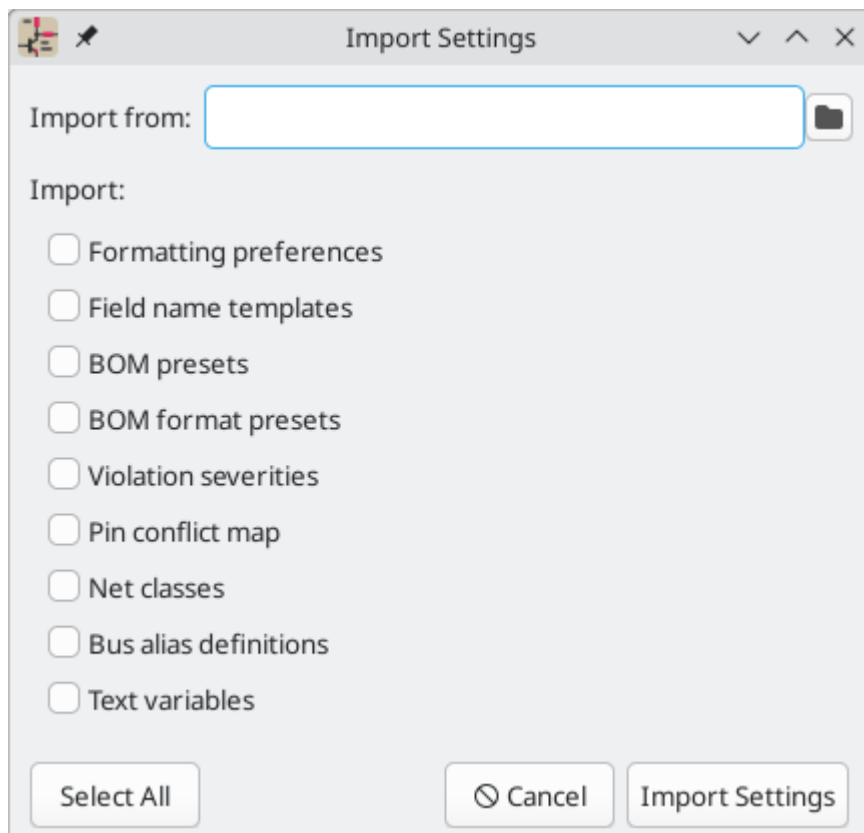 Import Settings
Import from:
Import:
Formatting preferences
Field name templates
BOM presets
BOM format presets
Violation severities
Pin conflict map
Net classes
Bus alias definitions
Text variables
Select All
Cancel
Import Settings